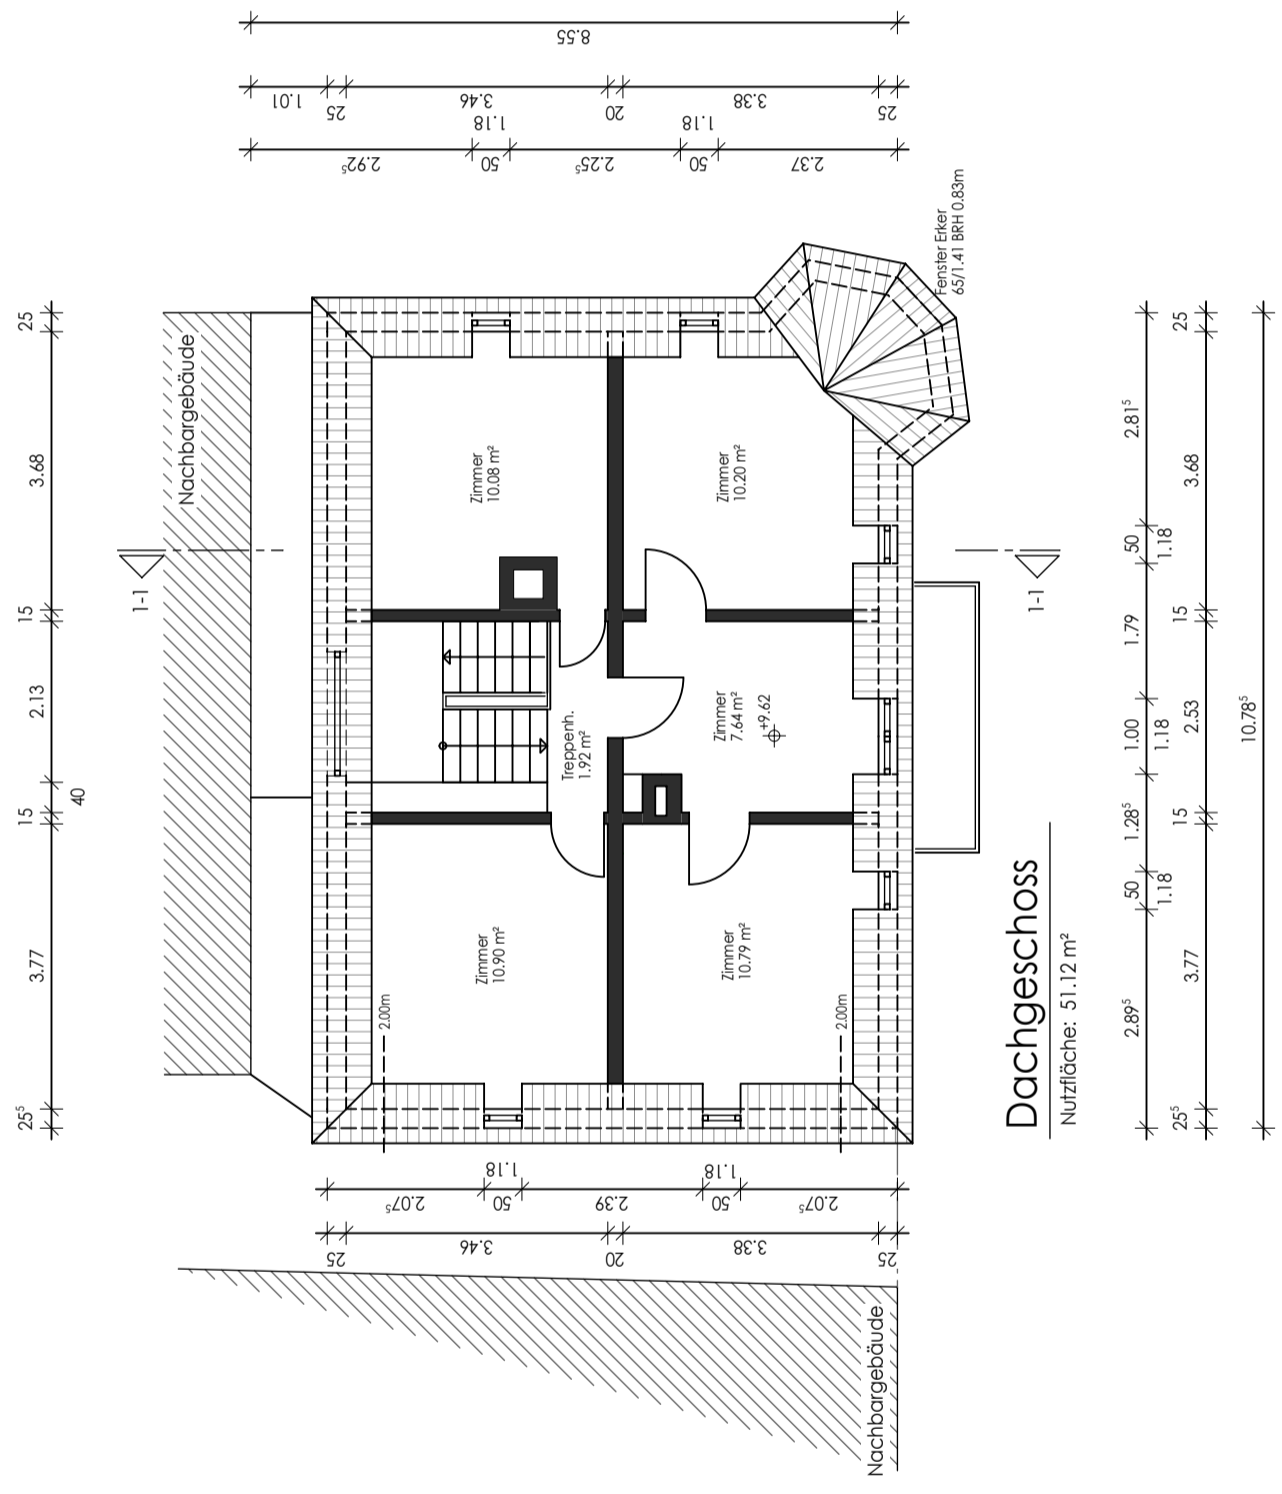 8.55
1.01
25
3.46
20
3.38
25
2.92⁵
50
1.18
2.25⁵
50
1.18
2.37
Fenster Erker
65/1.41 BRH 0.83m
Nachbargebäude
25
3.68
15
2.13
40
15
3.77
25⁵
1-1
1-1
Zimmer
10.08 m²
Zimmer
10.20 m²
Treppenh.
1.92 m²
Zimmer
7.64 m²
+9.62
Zimmer
10.90 m²
Zimmer
10.79 m²
2.00m
2.00m
Dachgeschoss
Nutzfläche: 51.12 m²
2.81⁵
50
1.18
1.79
1.00
1.18
1.28⁵
50
1.18
2.89⁵
25
3.68
15
2.53
15
3.77
25⁵
10.78⁵
2.07⁵
50
1.18
2.39
50
1.18
2.07⁵
25
3.46
20
3.38
25
Nachbargebäude